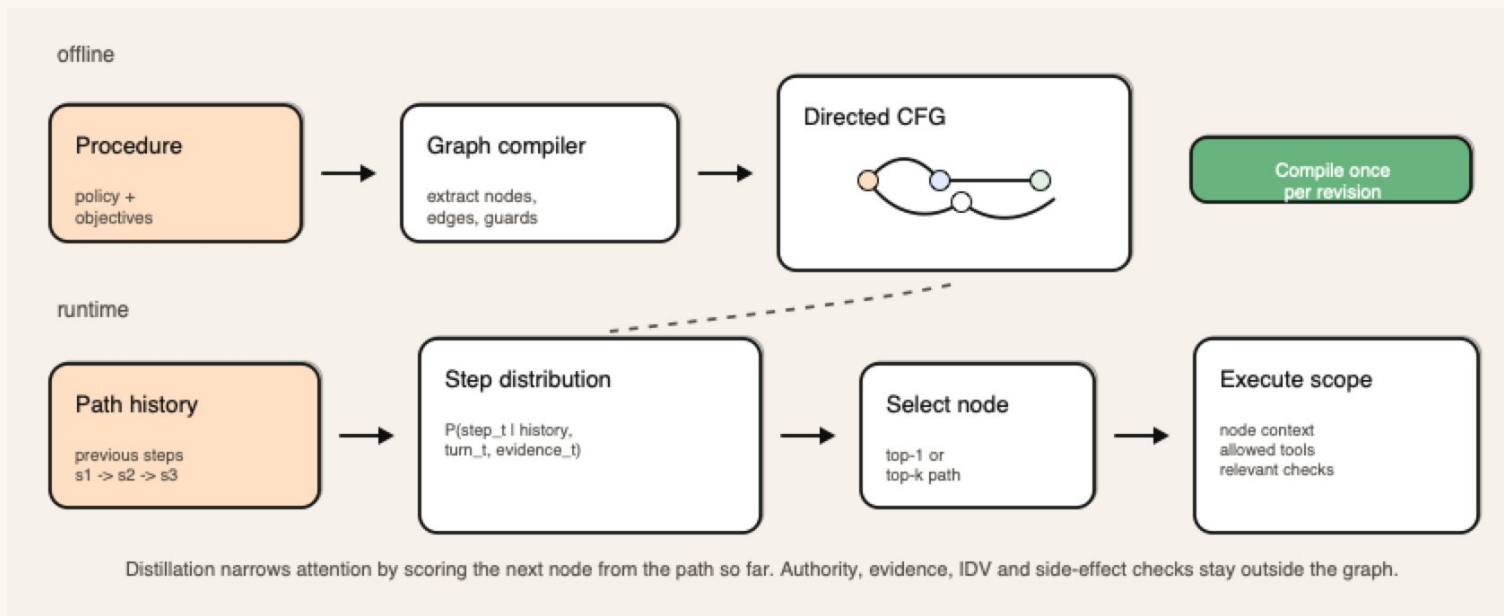 offline
Procedure
policy +
objectives
Graph compiler
extract nodes,
edges, guards
Directed CFG
Compile once
per revision
runtime
Path history
previous steps
s1 -> s2 -> s3
Step distribution
P(step_t | history,
turn_t, evidence_t)
Select node
top-1 or
top-k path
Execute scope
node context
allowed tools
relevant checks
Distillation narrows attention by scoring the next node from the path so far. Authority, evidence, IDV and side-effect checks stay outside the graph.